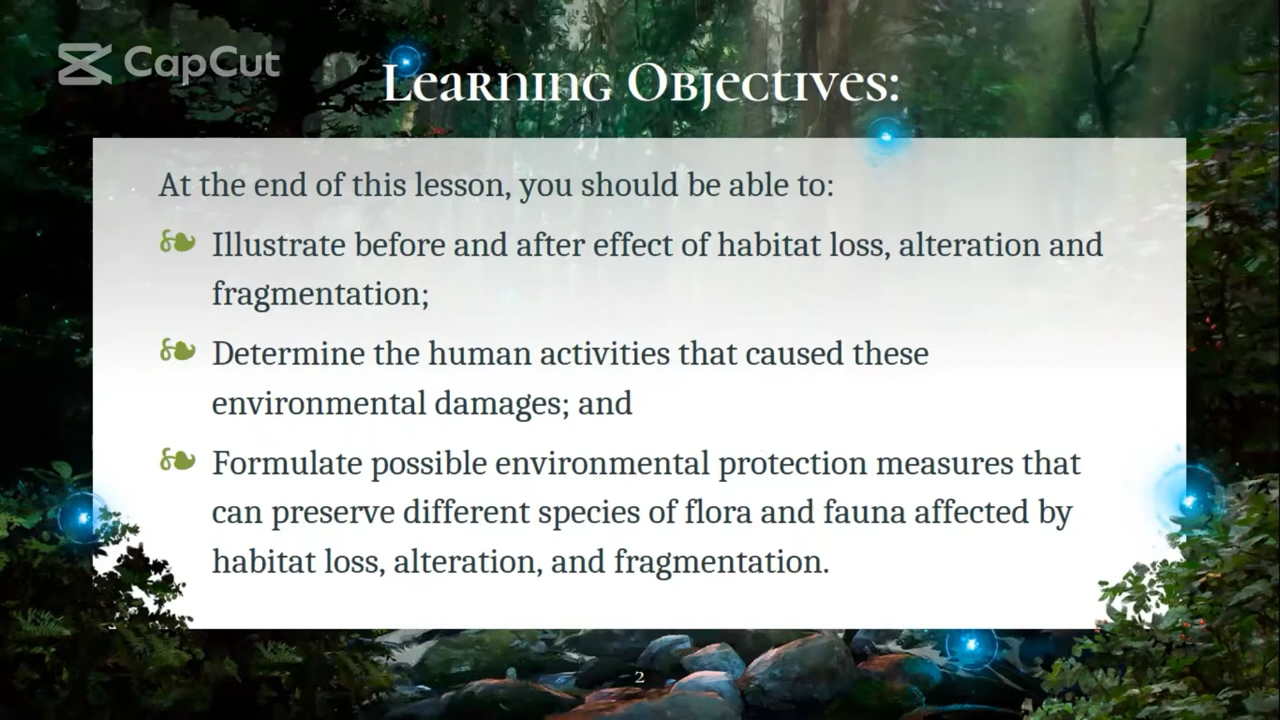 CapCut
Learning Objectives:
At the end of this lesson, you should be able to:
Illustrate before and after effect of habitat loss, alteration and
fragmentation;
Determine the human activities that caused these
environmental damages; and
Formulate possible environmental protection measures that
can preserve different species of flora and fauna affected by
habitat loss, alteration, and fragmentation.
2